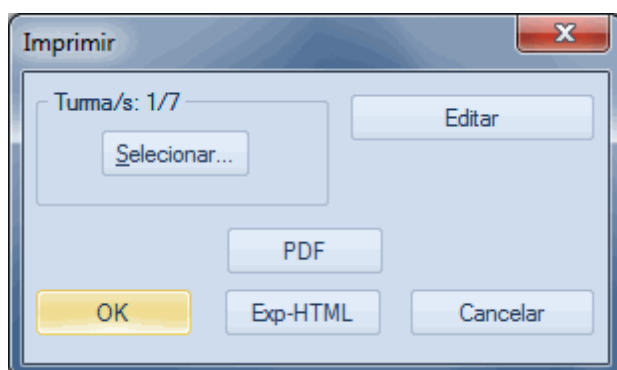 Imprimir
Turma/s: 1/7
Editar
Selecionar...
PDF
OK
Exp-HTML
Cancelar